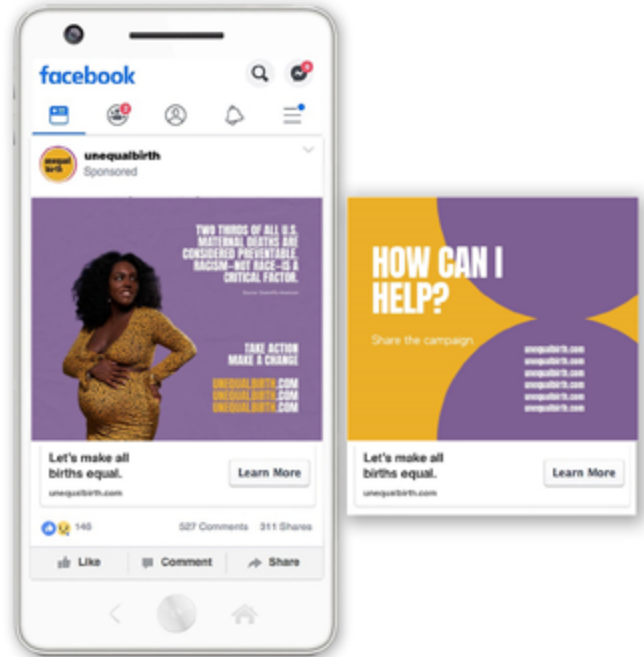 facebook
2
unequal
birth
unequalbirth
Sponsored
TWO THIRDS OF ALL U.S.
MATERNAL DEATHS ARE
CONSIDERED PREVENTABLE.
RACISM—NOT RACE—IS A
CRITICAL FACTOR.
TAKE ACTION
MAKE A CHANGE
UNEQUALBIRTH.COM
UNEQUALBIRTH.COM
UNEQUALBIRTH.COM
Let's make all
births equal.
unequalbirth.com
Learn More
146
527 Comments 311 Shares
Like Comment Share
HOW CAN I
HELP?
Share the campaign.
unequalbirth.com
unequalbirth.com
unequalbirth.com
unequalbirth.com
unequalbirth.com
unequalbirth.com
Let's make all
births equal.
unequalbirth.com
Learn More